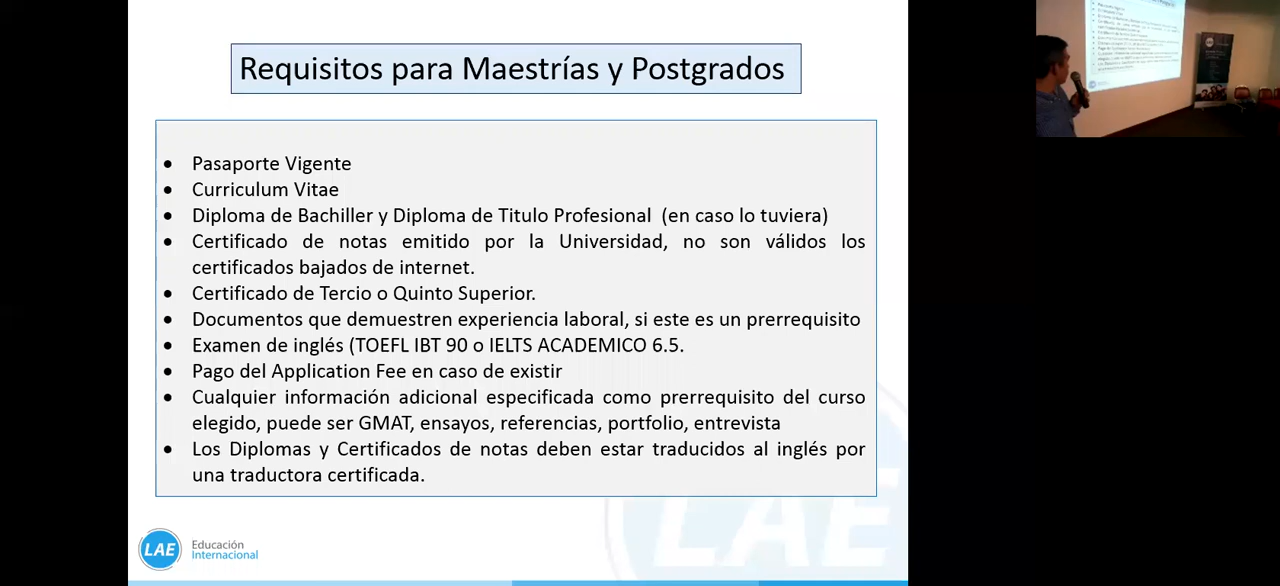 Requisitos para Maestrías y Postgrados
• Pasaporte Vigente
• Curriculum Vitae
• Diploma de Bachiller y Diploma de Titulo Profesional (en caso lo tuviera)
• Certificado de notas emitido por la Universidad, no son válidos los
certificados bajados de internet.
• Certificado de Tercio o Quinto Superior.
• Documentos que demuestren experiencia laboral, si este es un prerrequisito
• Examen de inglés (TOEFL IBT 90 o IELTS ACADEMICO 6.5.
• Pago del Application Fee en caso de existir
• Cualquier información adicional especificada como prerrequisito del curso
elegido, puede ser GMAT, ensayos, referencias, portfolio, entrevista
• Los Diplomas y Certificados de notas deben estar traducidos al inglés por
una traductora certificada.
LAE
LAE Educación
Internacional